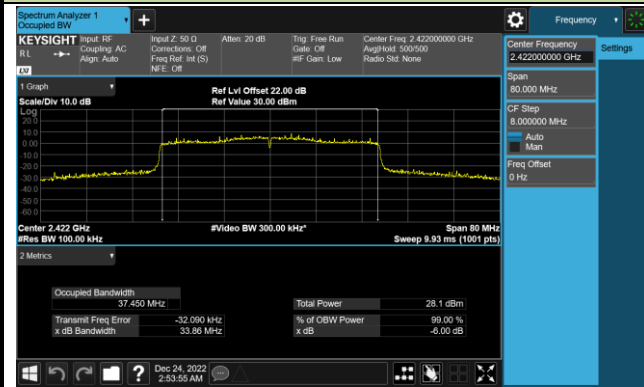 Spectrum Analyzer 1
Occupied BW
+
Frequency
KEYSIGHT
RL
LXI
Input: RF
Coupling: AC
Align: Auto
Input Z: 50 Ω
Corrections: Off
Freq Ref: Int (S)
NFE: Off
Atten: 20 dB
Trig: Free Run
Gate: Off
#IF Gain: Low
Center Freq: 2.422000000 GHz
Avg|Hold: 500/500
Radio Std: None
Center Frequency
2.422000000 GHz
Settings
Span
80.000 MHz
CF Step
8.000000 MHz
Auto
Man
Freq Offset
0 Hz
1 Graph
Scale/Div 10.0 dB
Ref Lvl Offset 22.00 dB
Ref Value 30.00 dBm
Log
20.0
10.0
0.00
-10.0
-20.0
-30.0
-40.0
-50.0
-60.0
Center 2.422 GHz
#Res BW 100.00 kHz
#Video BW 300.00 kHz*
Span 80 MHz
Sweep 9.93 ms (1001 pts)
2 Metrics
Occupied Bandwidth
37.450 MHz
Total Power 28.1 dBm
Transmit Freq Error -32.090 kHz
% of OBW Power 99.00 %
x dB Bandwidth 33.86 MHz
x dB -6.00 dB
?
Dec 24, 2022
2:53:55 AM